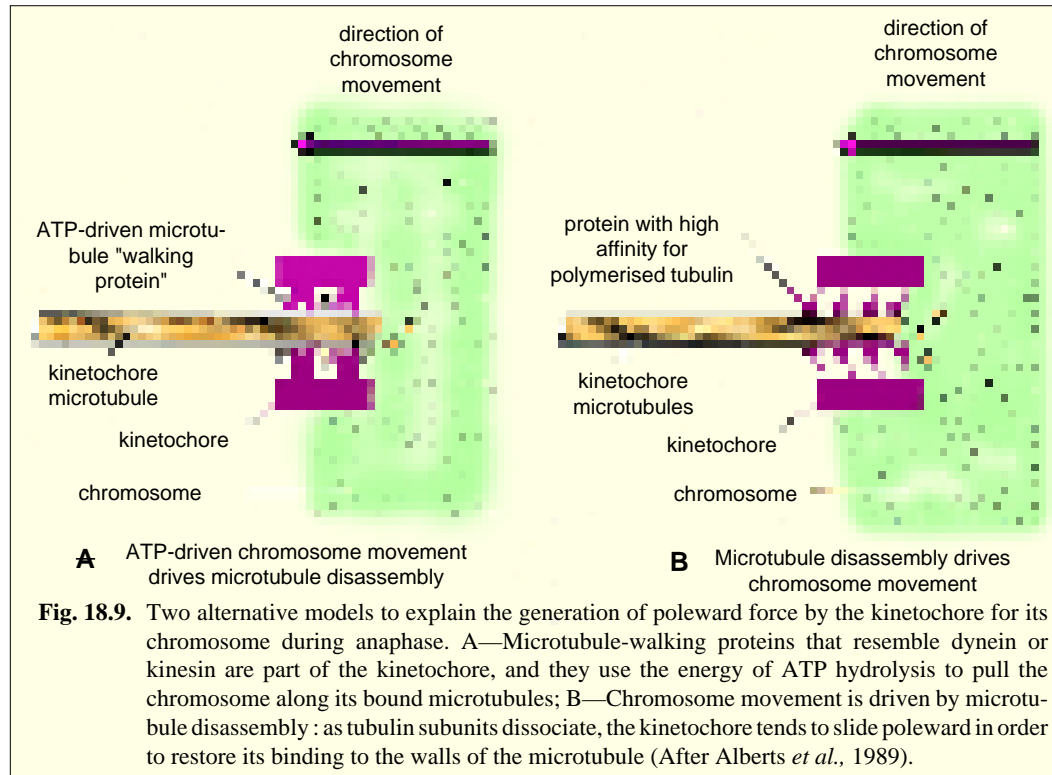 direction of
chromosome
movement
ATP-driven microtu-
bule "walking
protein"
kinetochore
microtubule
kinetochore
chromosome
A ATP-driven chromosome movement
drives microtubule disassembly
direction of
chromosome
movement
protein with high
affinity for
polymerised tubulin
kinetochore
microtubules
kinetochore
chromosome
B Microtubule disassembly drives
chromosome movement
Fig. 18.9. Two alternative models to explain the generation of poleward force by the kinetochore for its
chromosome during anaphase. A—Microtubule-walking proteins that resemble dynein or
kinesin are part of the kinetochore, and they use the energy of ATP hydrolysis to pull the
chromosome along its bound microtubules; B—Chromosome movement is driven by microtu-
bule disassembly : as tubulin subunits dissociate, the kinetochore tends to slide poleward in order
to restore its binding to the walls of the microtubule (After Alberts et al., 1989).